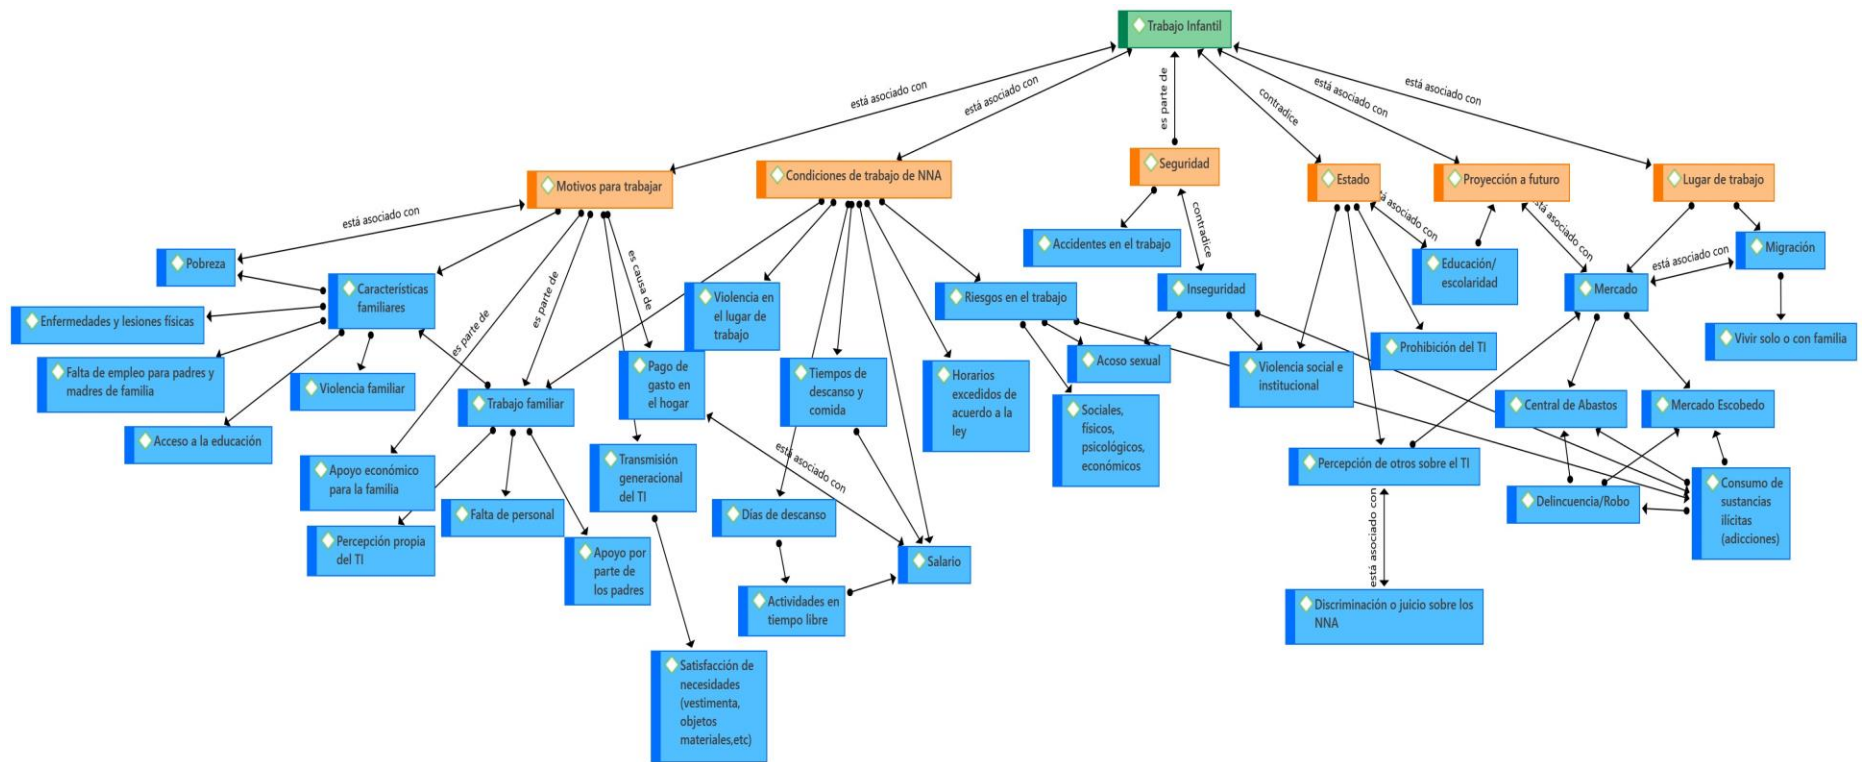 Trabajo Infantil
está asociado con
está asociado con
es parte de
contradice
está asociado con
está asociado con
Motivos para trabajar
Condiciones de trabajo de NNA
Seguridad
Estado
Proyección a futuro
Lugar de trabajo
está asociado con
es causa de
es parte de
es parte de
contradice
está asociado con
está asociado con
está asociado con
Pobreza
Características
familiares
Violencia en
el lugar de
trabajo
Accidentes en el trabajo
Riesgos en el trabajo
Inseguridad
Educación/
escolaridad
Mercado
Migración
Enfermedades y lesiones físicas
Falta de empleo para padres y
madres de familia
Violencia familiar
Acceso a la educación
Trabajo familiar
Pago de
gasto en
el hogar
Tiempos de
descanso y
comida
Horarios
excedidos de
acuerdo a la
ley
Acoso sexual
Sociales,
físicos,
psicológicos,
económicos
Violencia social e
institucional
Prohibición del TI
Vivir solo o con familia
Central de Abastos
Mercado Escobedo
Apoyo económico
para la familia
Percepción propia
del TI
Falta de personal
Apoyo por
parte de
los padres
Transmisión
generacional
del TI
está asociado con
Días de descanso
Salario
Actividades en
tiempo libre
Percepción de otros sobre el TI
está asociado con
Delincuencia/Robo
Consumo de
sustancias
ilícitas
(adicciones)
Discriminación o juicio sobre los
NNA
Satisfacción de
necesidades
(vestimenta,
objetos
materiales,etc)